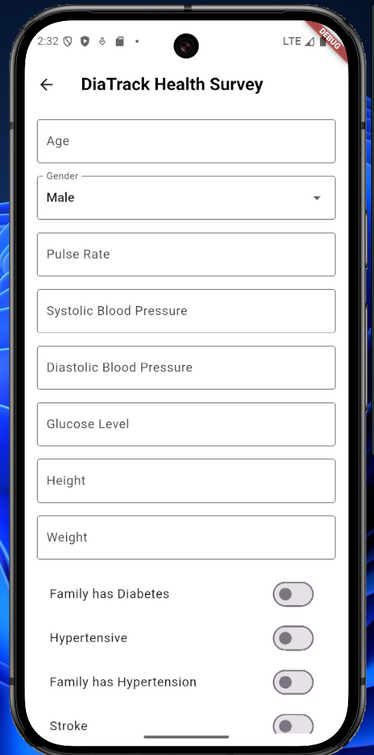 2:32
LTE
DEBUG
DiaTrack Health Survey
Age
Gender
Male
Pulse Rate
Systolic Blood Pressure
Diastolic Blood Pressure
Glucose Level
Height
Weight
Family has Diabetes
Hypertensive
Family has Hypertension
Stroke